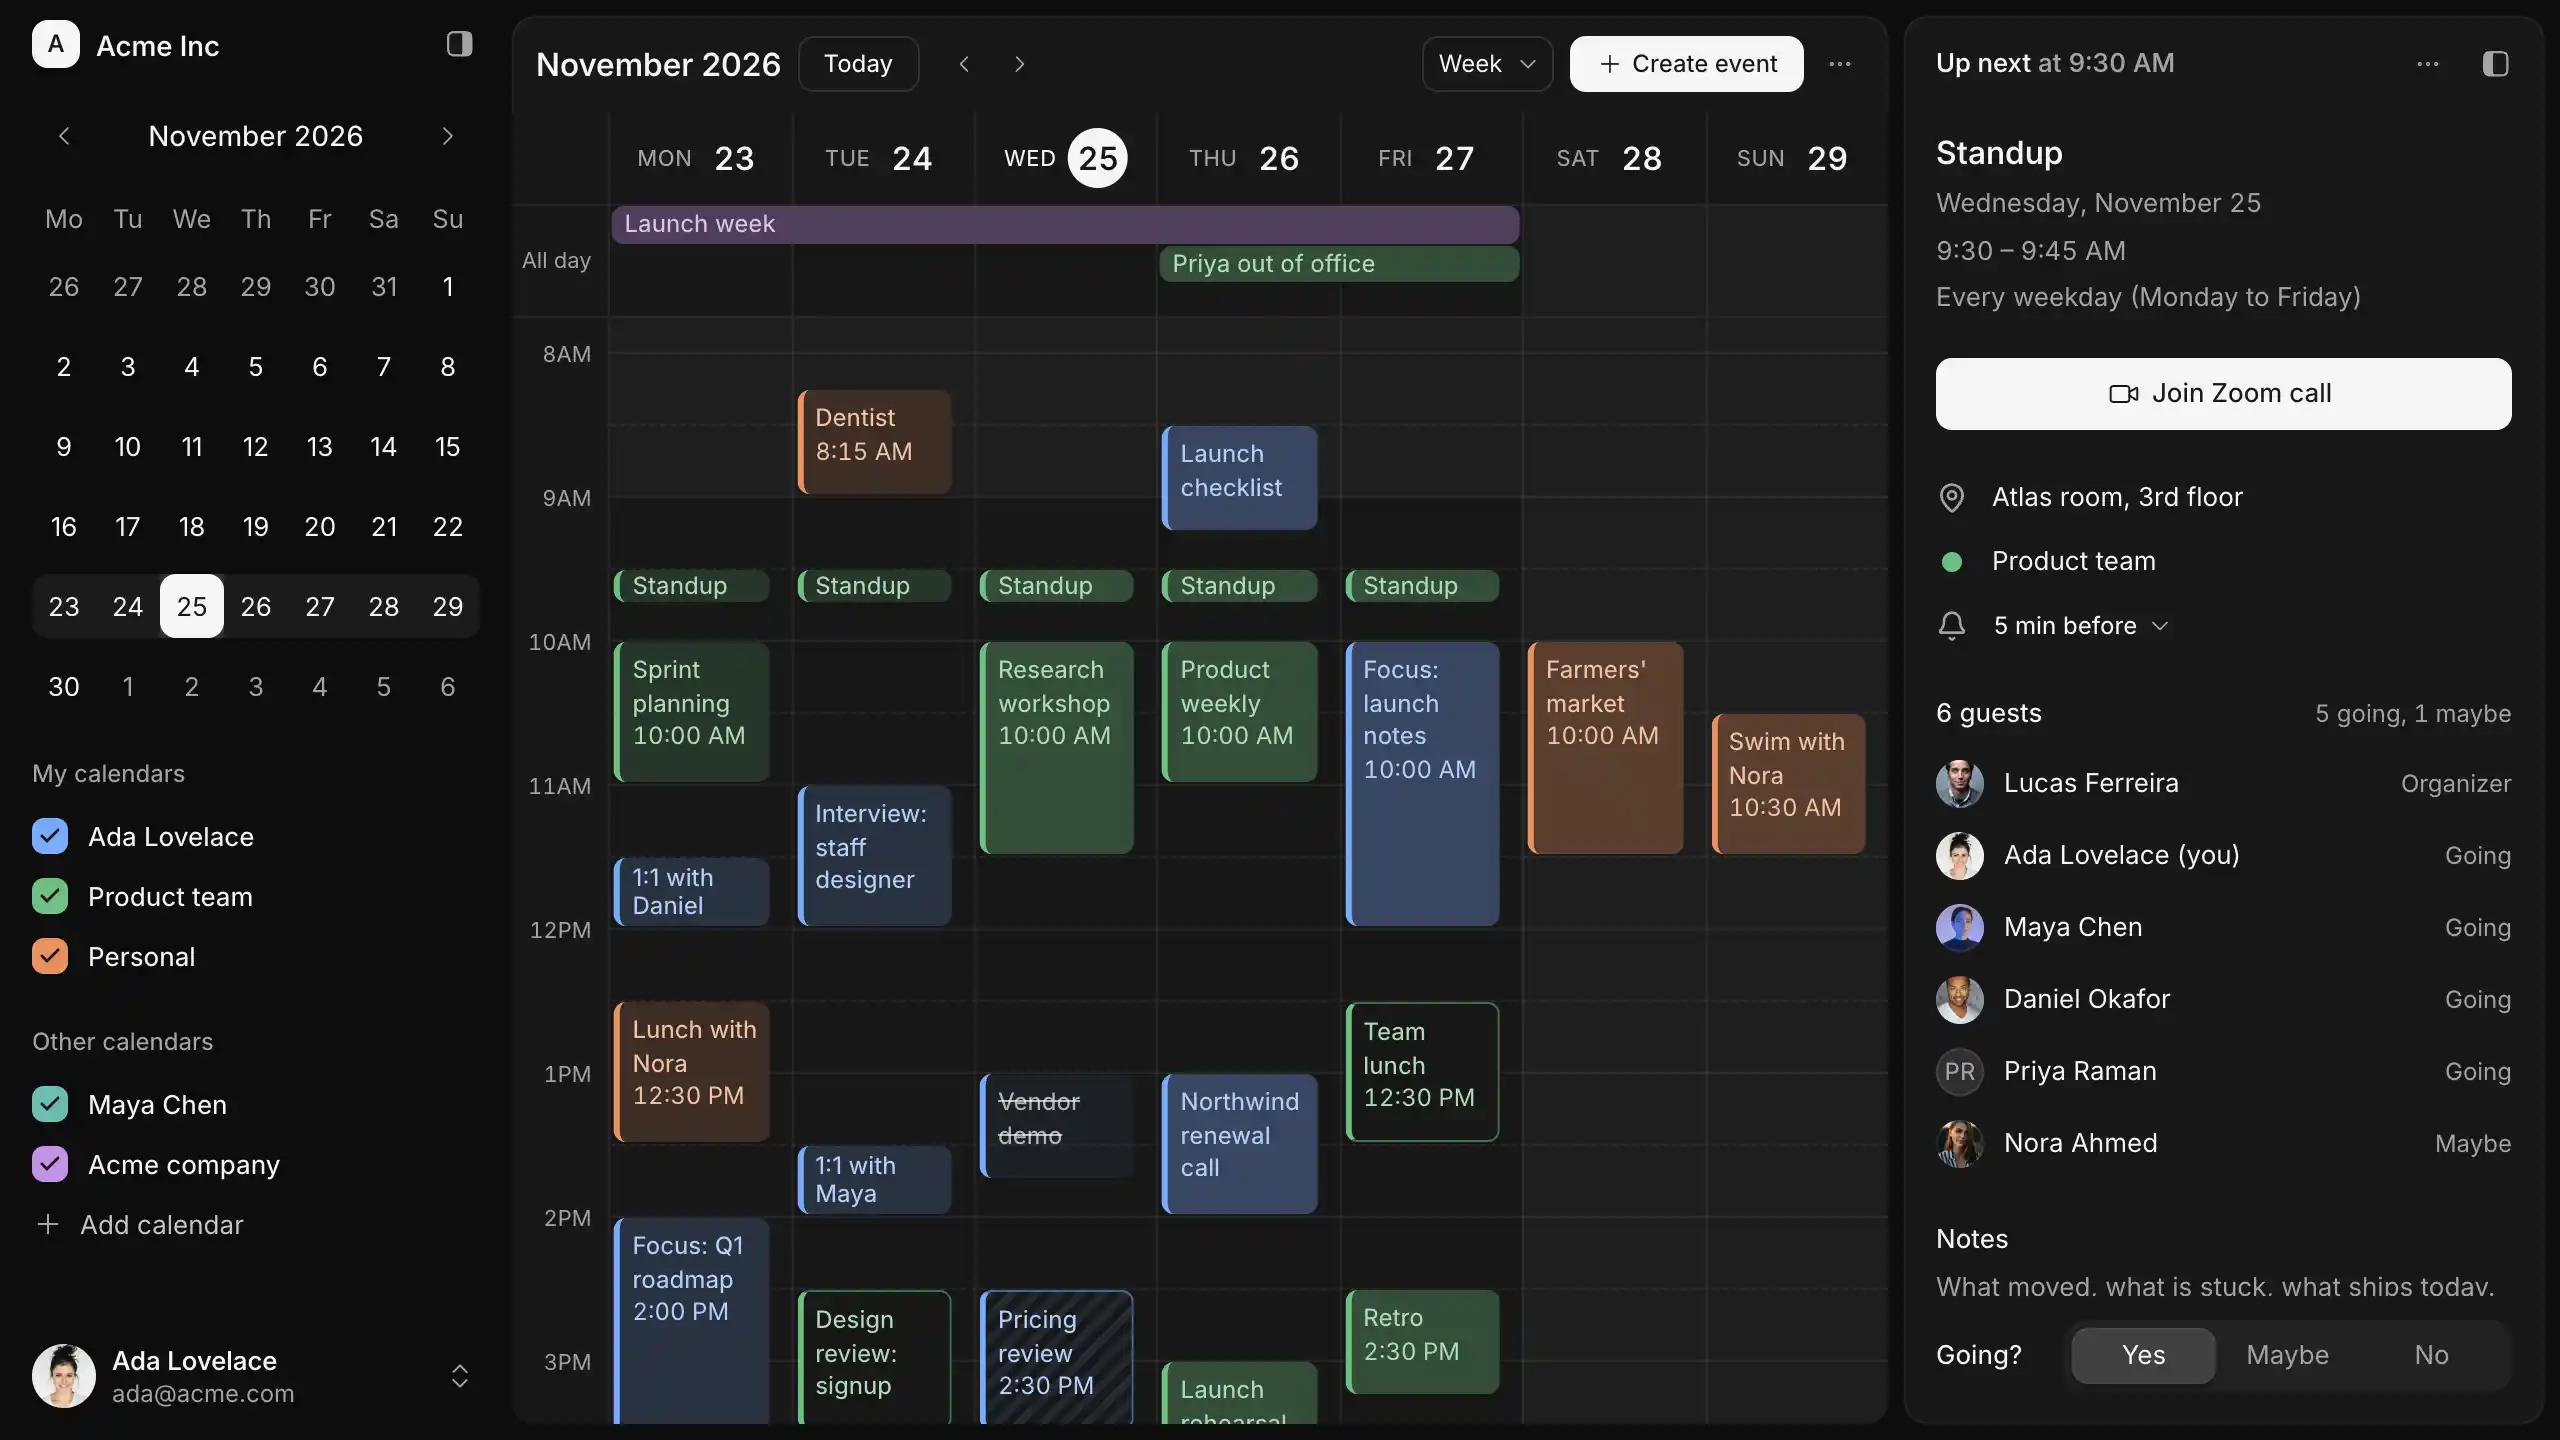 A
Acme Inc
November 2026
Mo Tu We Th Fr Sa Su
26 27 28 29 30 31 1
2 3 4 5 6 7 8
9 10 11 12 13 14 15
16 17 18 19 20 21 22
23 24 25 26 27 28 29
30 1 2 3 4 5 6
My calendars
Ada Lovelace
Product team
Personal
Other calendars
Maya Chen
Acme company
Add calendar
Ada Lovelace
ada@acme.com
November 2026
Today
Week
Create event
MON 23
TUE 24
WED 25
THU 26
FRI 27
SAT 28
SUN 29
All day
Launch week
Priya out of office
8AM
9AM
10AM
11AM
12PM
1PM
2PM
3PM
Standup
Sprint
planning
10:00 AM
1:1 with
Daniel
Lunch with
Nora
12:30 PM
Focus: Q1
roadmap
2:00 PM
Dentist
8:15 AM
Standup
Interview:
staff
designer
1:1 with
Maya
Design
review:
signup
Standup
Research
workshop
10:00 AM
Vendor
demo
Pricing
review
2:30 PM
Launch
checklist
Standup
Product
weekly
10:00 AM
Northwind
renewal
call
Launch
rehearsal
Standup
Focus:
launch
notes
10:00 AM
Team
lunch
12:30 PM
Retro
2:30 PM
Farmers'
market
10:00 AM
Swim with
Nora
10:30 AM
Up next at 9:30 AM
Standup
Wednesday, November 25
9:30 – 9:45 AM
Every weekday (Monday to Friday)
Join Zoom call
Atlas room, 3rd floor
Product team
5 min before
6 guests
5 going, 1 maybe
Lucas Ferreira
Organizer
Ada Lovelace (you)
Going
Maya Chen
Going
Daniel Okafor
Going
PR
Priya Raman
Going
Nora Ahmed
Maybe
Notes
What moved, what is stuck, what ships today.
Going?
Yes
Maybe
No